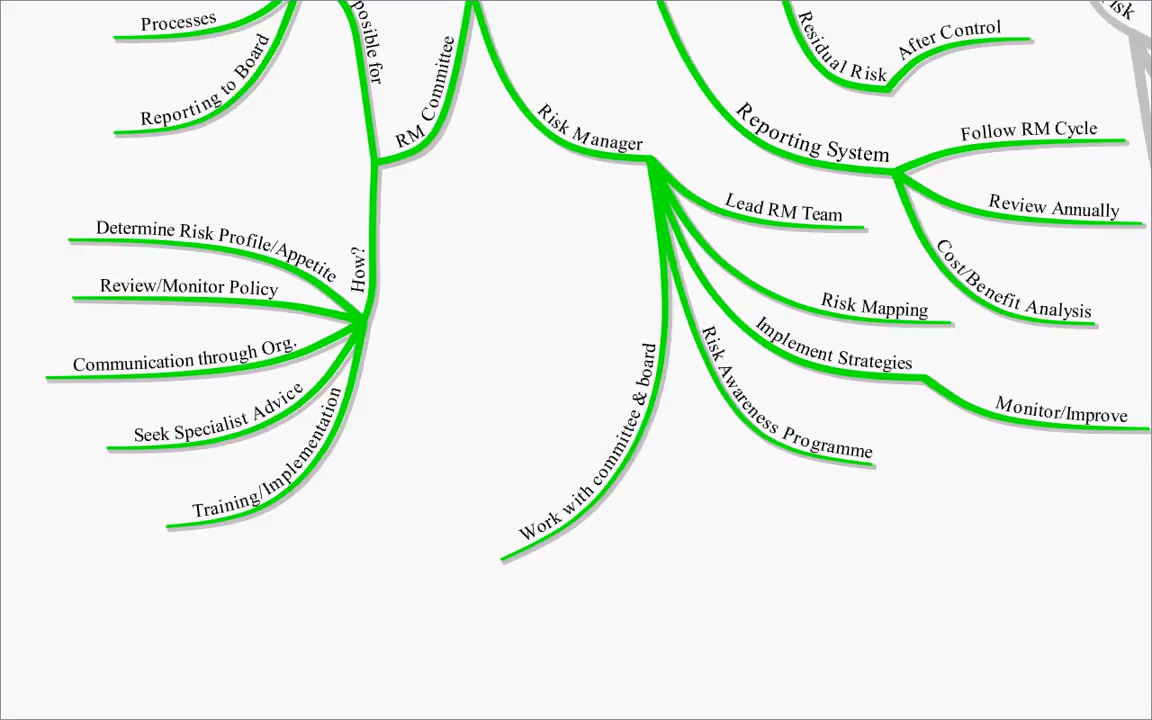 Processes
Reporting to Board
for
RM Committee
How?
Determine Risk Profile/Appetite
Review/Monitor Policy
Communication through Org.
Seek Specialist Advice
Training/Implementation
Risk Manager
Lead RM Team
Risk Mapping
Implement Strategies
Monitor/Improve
Risk Awareness Programme
Work with committee & board
Reporting System
Follow RM Cycle
Review Annually
Cost/Benefit Analysis
Residual Risk
After Control